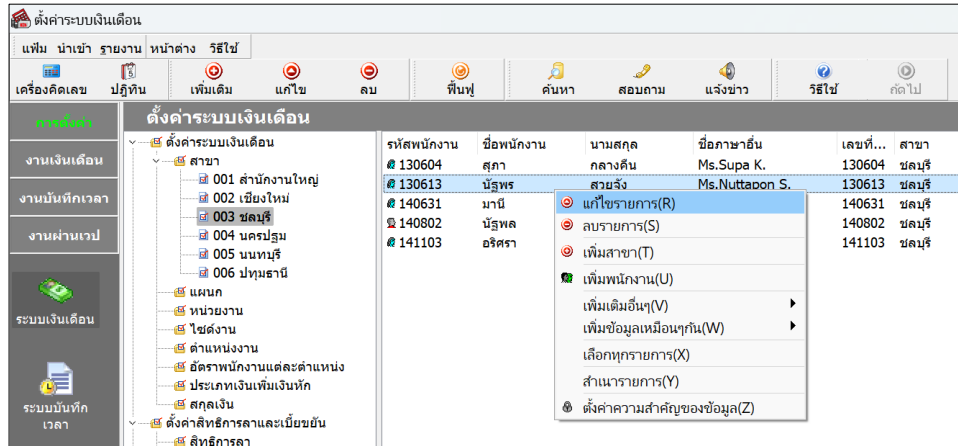 ตั้งค่าระบบเงินเดือน
แฟ้ม นำเข้า รายงาน หน้าต่าง วิธีใช้
เครื่องคิดเลข ปฏิทิน เพิ่มเติม แก้ไข ลบ ฟื้นฟู ค้นหา สอบถาม แจ้งข่าว วิธีใช้ ถัดไป
การตั้งค่า
งานเงินเดือน
งานบันทึกเวลา
งานผ่านเวป
ระบบเงินเดือน
ระบบบันทึก
เวลา
ตั้งค่าระบบเงินเดือน
ตั้งค่าระบบเงินเดือน
สาขา
001 สำนักงานใหญ่
002 เชียงใหม่
003 ชลบุรี
004 นครปฐม
005 นนทบุรี
006 ปทุมธานี
แผนก
หน่วยงาน
ไซด์งาน
ตำแหน่งงาน
อัตราพนักงานแต่ละตำแหน่ง
ประเภทเงินเพิ่มเงินหัก
สกุลเงิน
ตั้งค่าสิทธิการลาและเบี้ยขยัน
สิทธิการลา
รหัสพนักงาน ชื่อพนักงาน นามสกุล ชื่อภาษาอื่น เลขที่... สาขา
130604 สุภา กลางคืน Ms.Supa K. 130604 ชลบุรี
130613 นัฐพร สวยจัง Ms.Nuttapon S. 130613 ชลบุรี
140631 มานี 140631 ชลบุรี
140802 นัฐพล 140802 ชลบุรี
141103 อริศรา 141103 ชลบุรี
แก้ไขรายการ(R)
ลบรายการ(S)
เพิ่มสาขา(T)
เพิ่มพนักงาน(U)
เพิ่มเติมอื่นๆ(V)
เพิ่มข้อมูลเหมือนๆกัน(W)
เลือกทุกรายการ(X)
สำเนารายการ(Y)
ตั้งค่าความสำคัญของข้อมูล(Z)